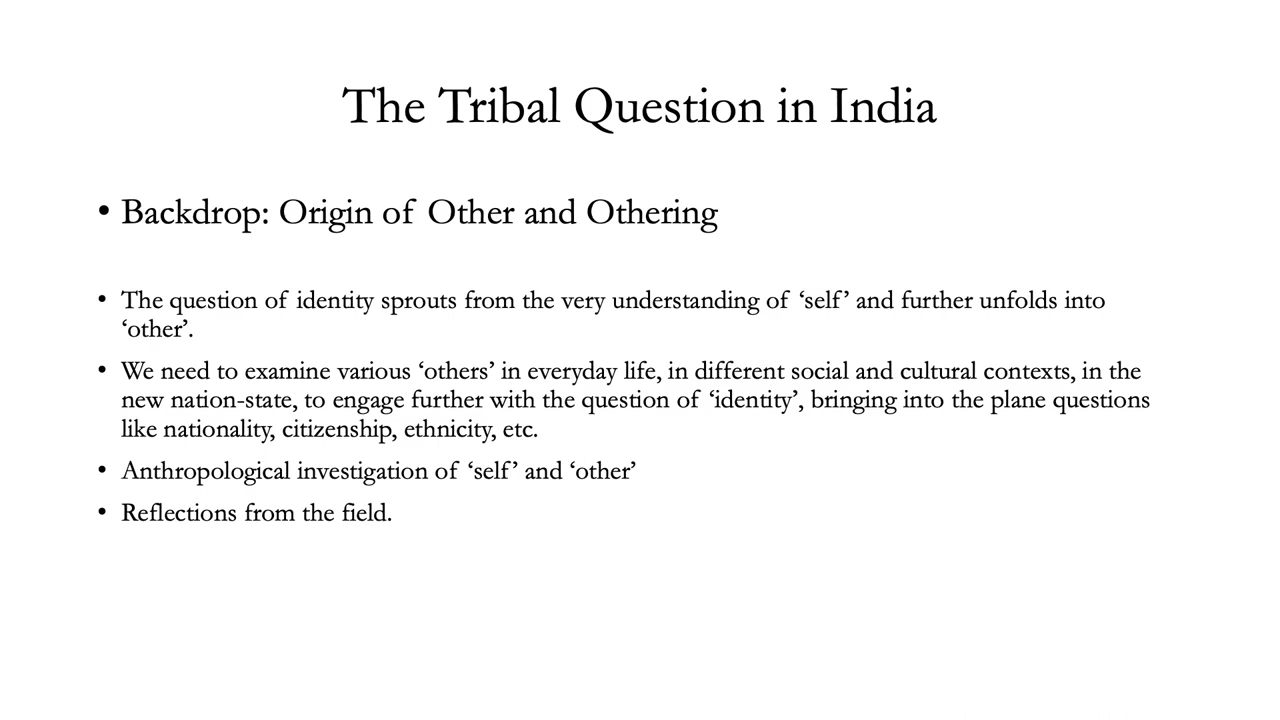 The Tribal Question in India
• Backdrop: Origin of Other and Othering
• The question of identity sprouts from the very understanding of ‘self’ and further unfolds into
‘other’.
• We need to examine various ‘others’ in everyday life, in different social and cultural contexts, in the
new nation-state, to engage further with the question of ‘identity’, bringing into the plane questions
like nationality, citizenship, ethnicity, etc.
• Anthropological investigation of ‘self’ and ‘other’
• Reflections from the field.